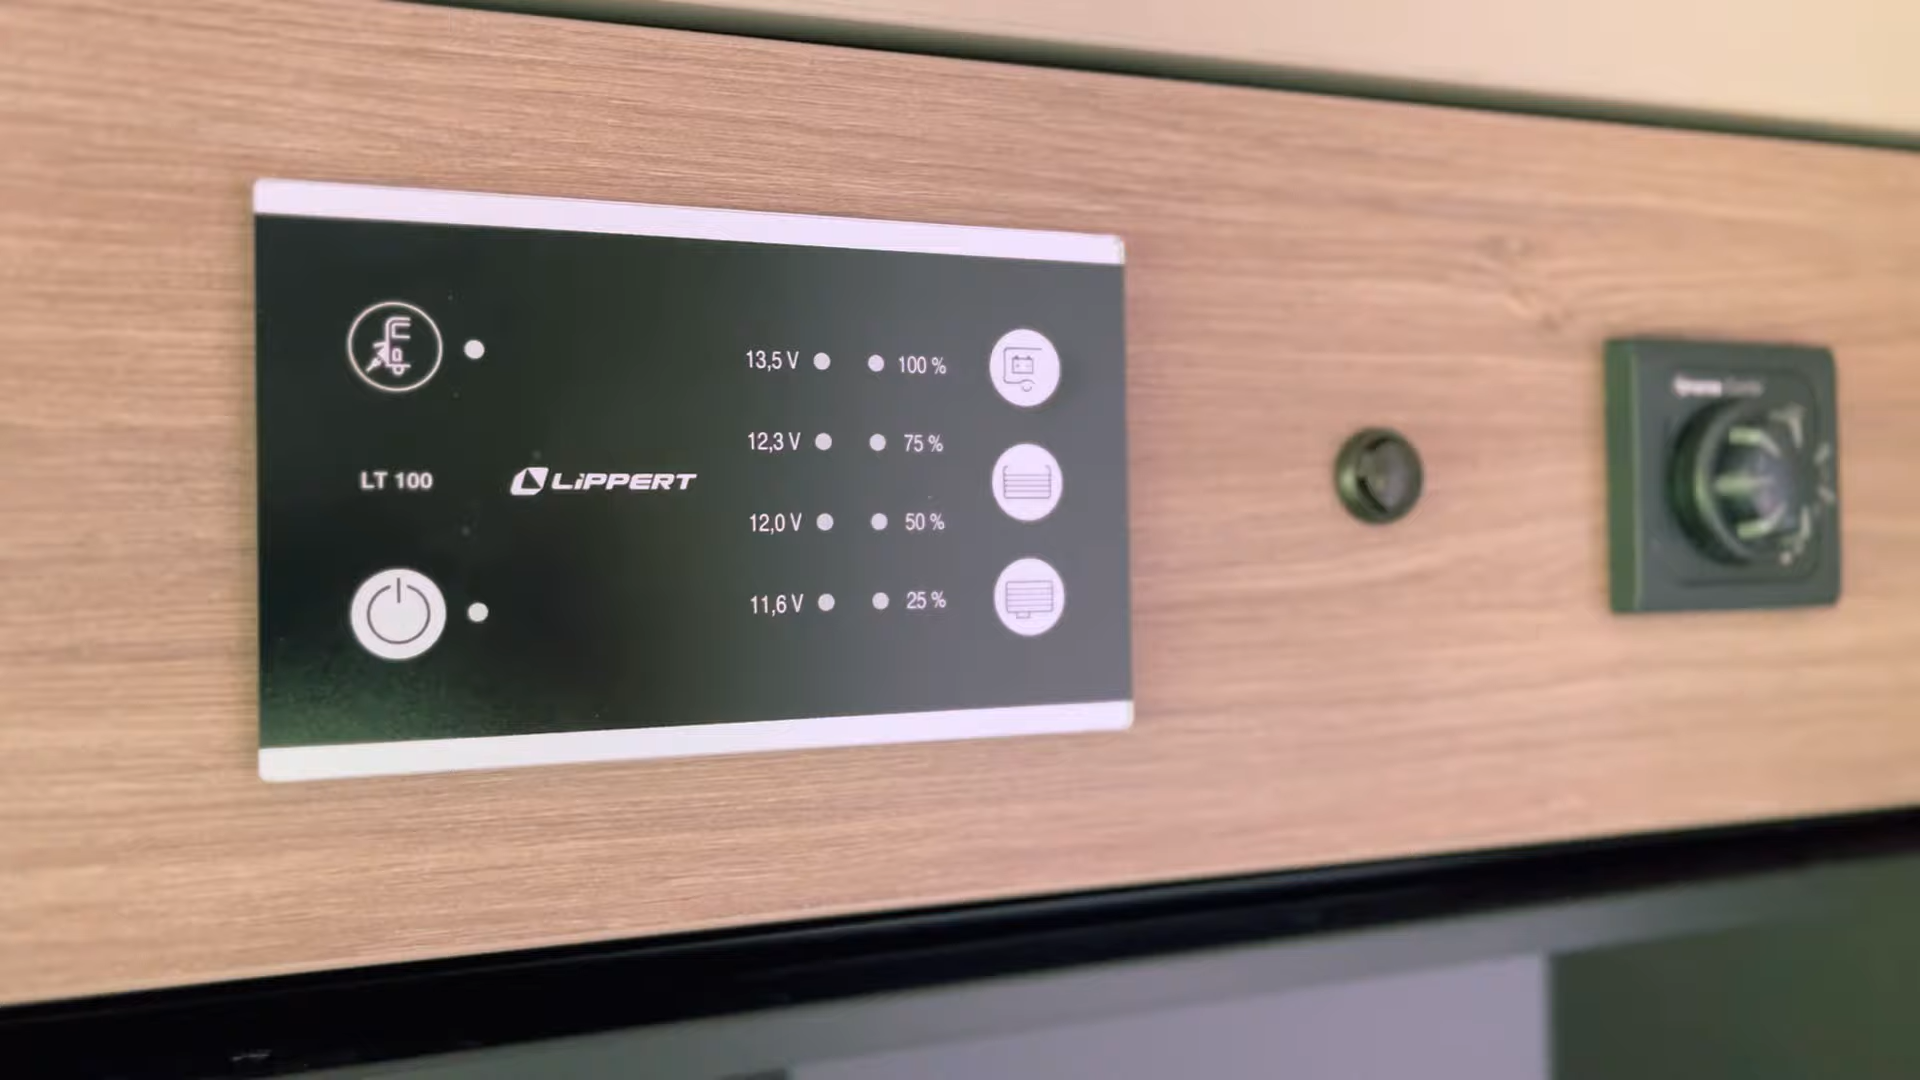 13,5 V 100 %
12,3 V 75 %
LT 100 LiPPERT
12,0 V 50 %
11,6 V 25 %